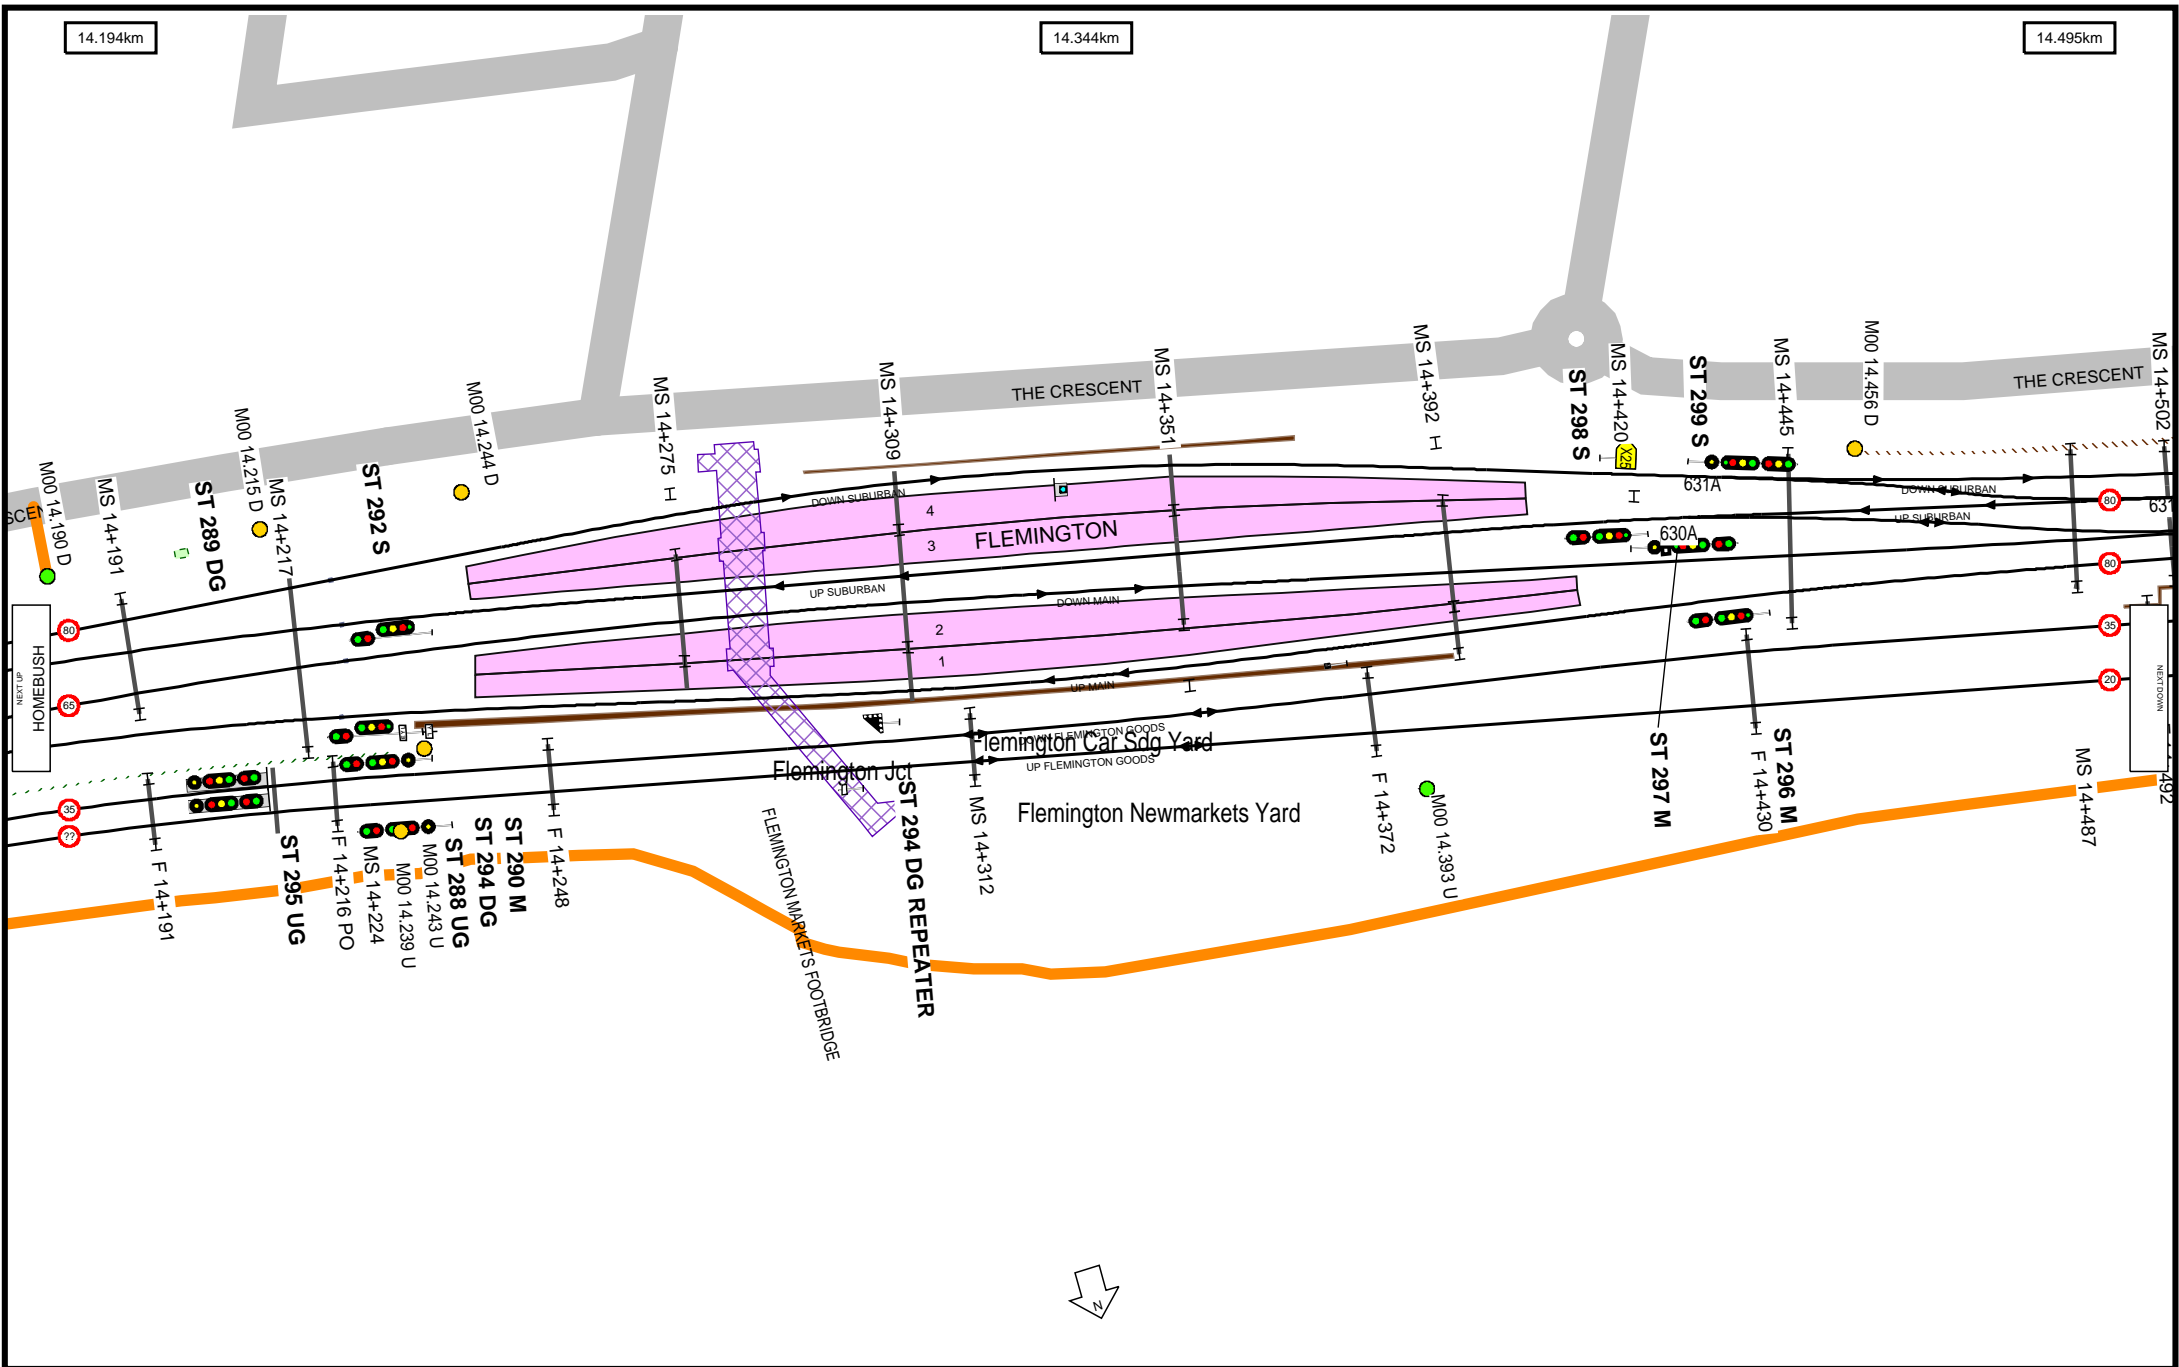 14.194km
14.344km
14.495km
THE CRESCENT
THE CRESCENT
SCEN
M00 14.190 D
MS 14+191
ST 289 DG
M00 14.215 D
MS 14+217
ST 292 S
M00 14.244 D
MS 14+275
MS 14+309
MS 14+351
MS 14+392
ST 298 S
MS 14+420
X25
ST 299 S
MS 14+445
M00 14.456 D
MS 14+502
631A
631
630A
DOWN SUBURBAN
DOWN SUBURBAN
UP SUBURBAN
UP SUBURBAN
4
3
FLEMINGTON
DOWN MAIN
2
1
UP MAIN
DOWN FLEMINGTON GOODS
UP FLEMINGTON GOODS
lemington Car Sdg Yard
Flemington Jct
Flemington Newmarkets Yard
NEXT UP
HOMEBUSH
80
65
35
??
80
80
35
20
NEXT DOWN
F 14+191
ST 295 UG
F 14+216 PO
MS 14+224
M00 14.239 U
M00 14.243 U
ST 288 UG
ST 294 DG
ST 290 M
F 14+248
FLEMINGTON MARKETS FOOTBRIDGE
ST 294 DG REPEATER
MS 14+312
F 14+372
M00 14.393 U
ST 297 M
F 14+430
ST 296 M
MS 14+487
492
N